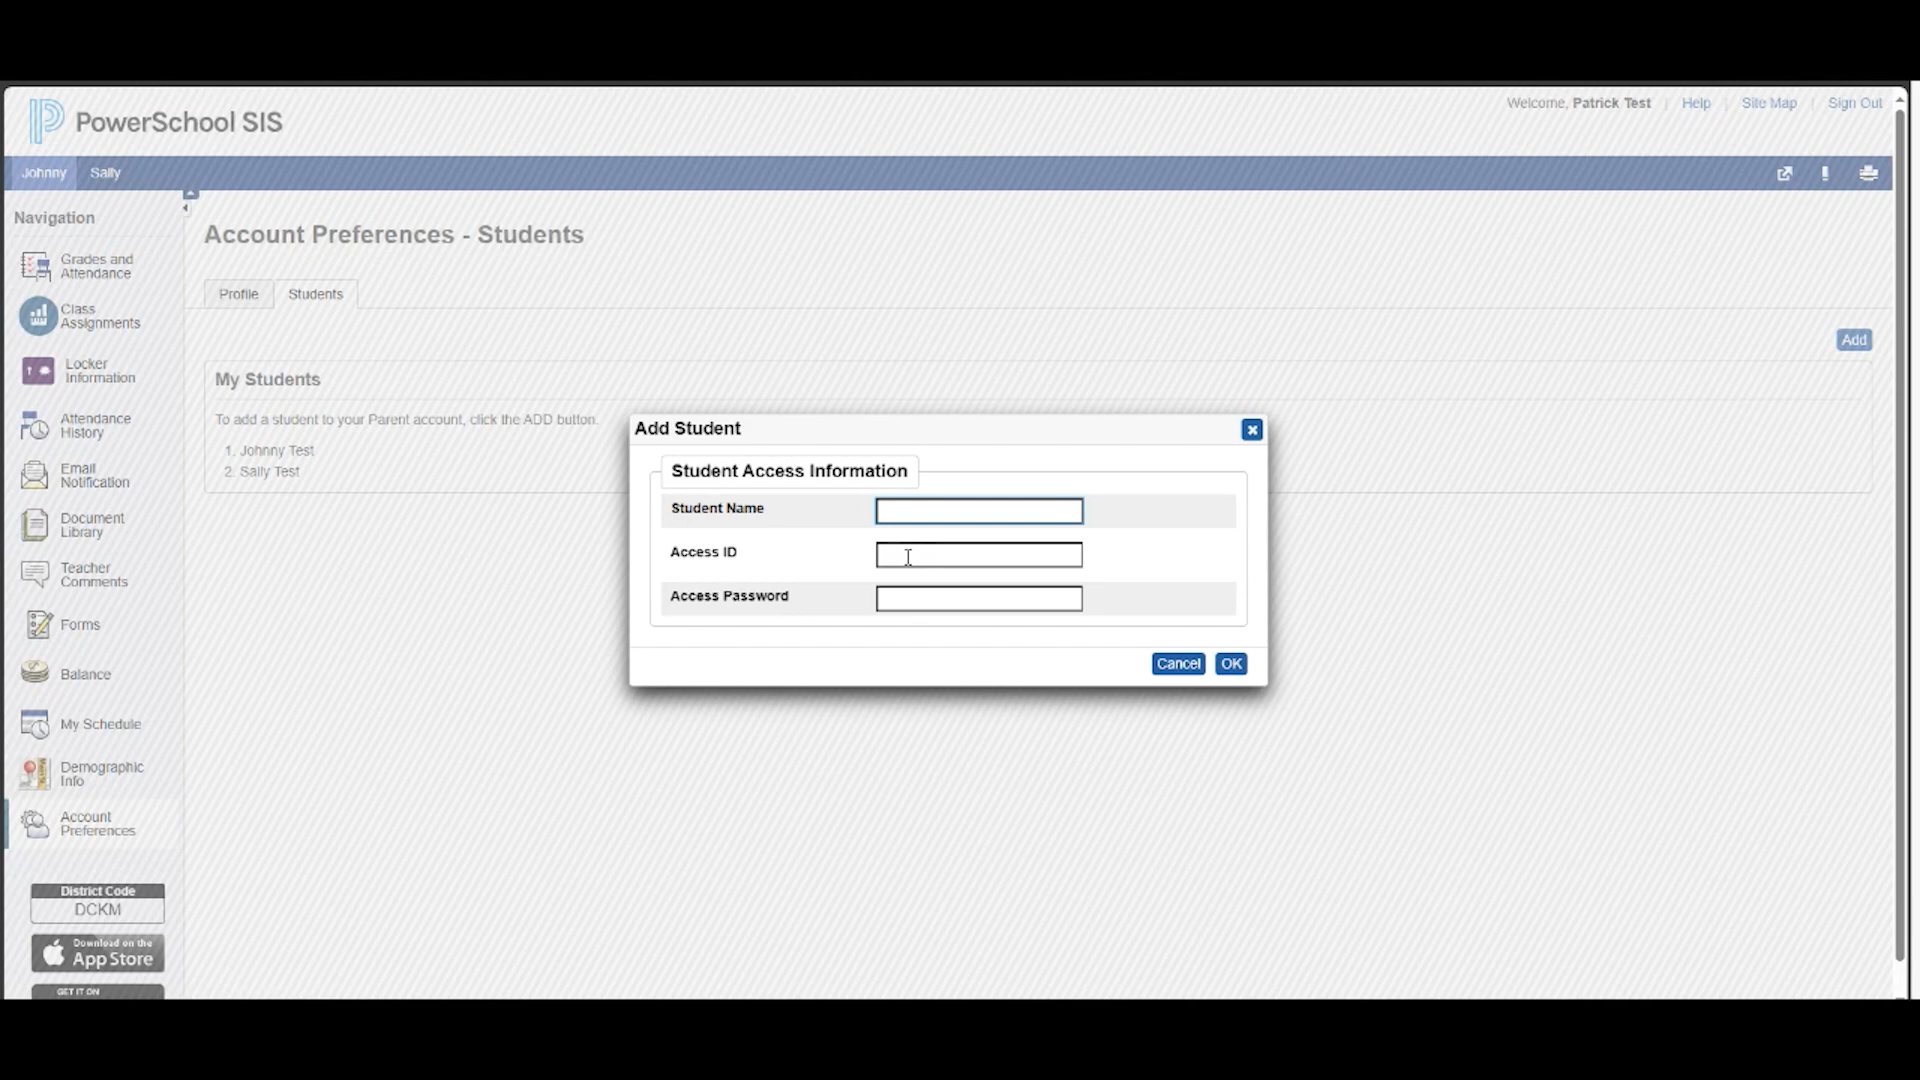 PowerSchool SIS
Welcome, Patrick Test
Help
Site Map
Sign Out
Johnny
Sally
Navigation
Grades and
Attendance
Class
Assignments
Locker
Information
Attendance
History
Email
Notification
Document
Library
Teacher
Comments
Forms
Balance
My Schedule
Demographic
Info
Account
Preferences
District Code
DCKM
Download on the
App Store
GET IT ON
Account Preferences - Students
Profile
Students
Add
My Students
To add a student to your Parent account, click the ADD button.
1. Johnny Test
2. Sally Test
Add Student
Student Access Information
Student Name
Access ID
Access Password
Cancel
OK